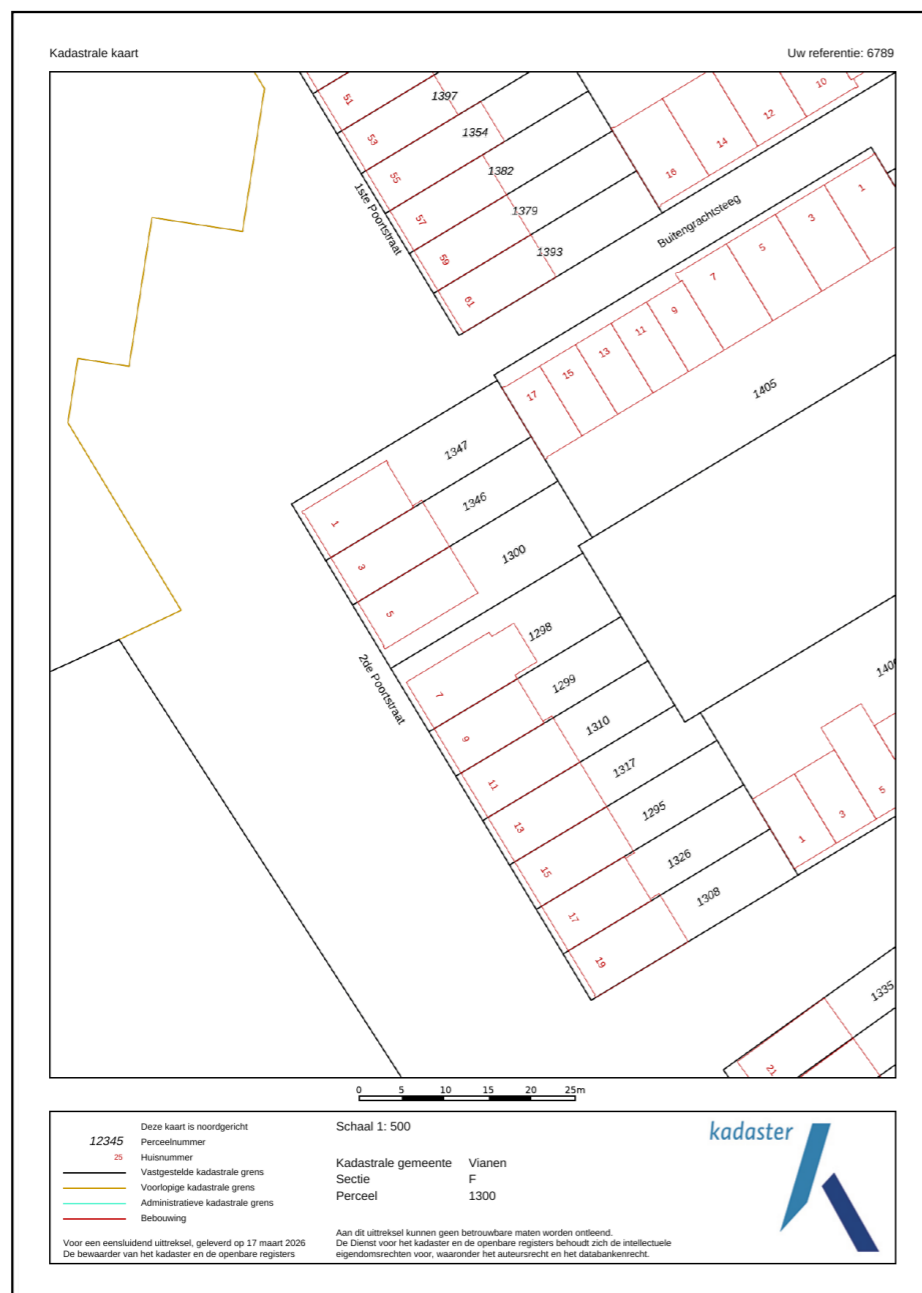 Kadastrale kaart
Uw referentie: 6789
51
1397
53
1354
55
1382
57
1379
59
1393
61
1ste Poortstraat
16
14
12
10
Buitengrachtsteeg
17
15
13
11
9
7
5
3
1
1405
1347
1
1346
3
1300
5
2de Poortstraat
1298
7
1299
9
1310
11
1317
13
1295
15
1326
17
1308
19
1
3
5
1335
21
0 5 10 15 20 25m
Deze kaart is noordgericht
12345 Perceelnummer
25 Huisnummer
Vastgestelde kadastrale grens
Voorlopige kadastrale grens
Administratieve kadastrale grens
Bebouwing
Voor een eensluidend uittreksel, geleverd op 17 maart 2026
De bewaarder van het kadaster en de openbare registers
Schaal 1: 500
Kadastrale gemeente Vianen
Sectie F
Perceel 1300
Aan dit uittreksel kunnen geen betrouwbare maten worden ontleend.
De Dienst voor het kadaster en de openbare registers behoudt zich de intellectuele
eigendomsrechten voor, waaronder het auteursrecht en het databankenrecht.
kadaster